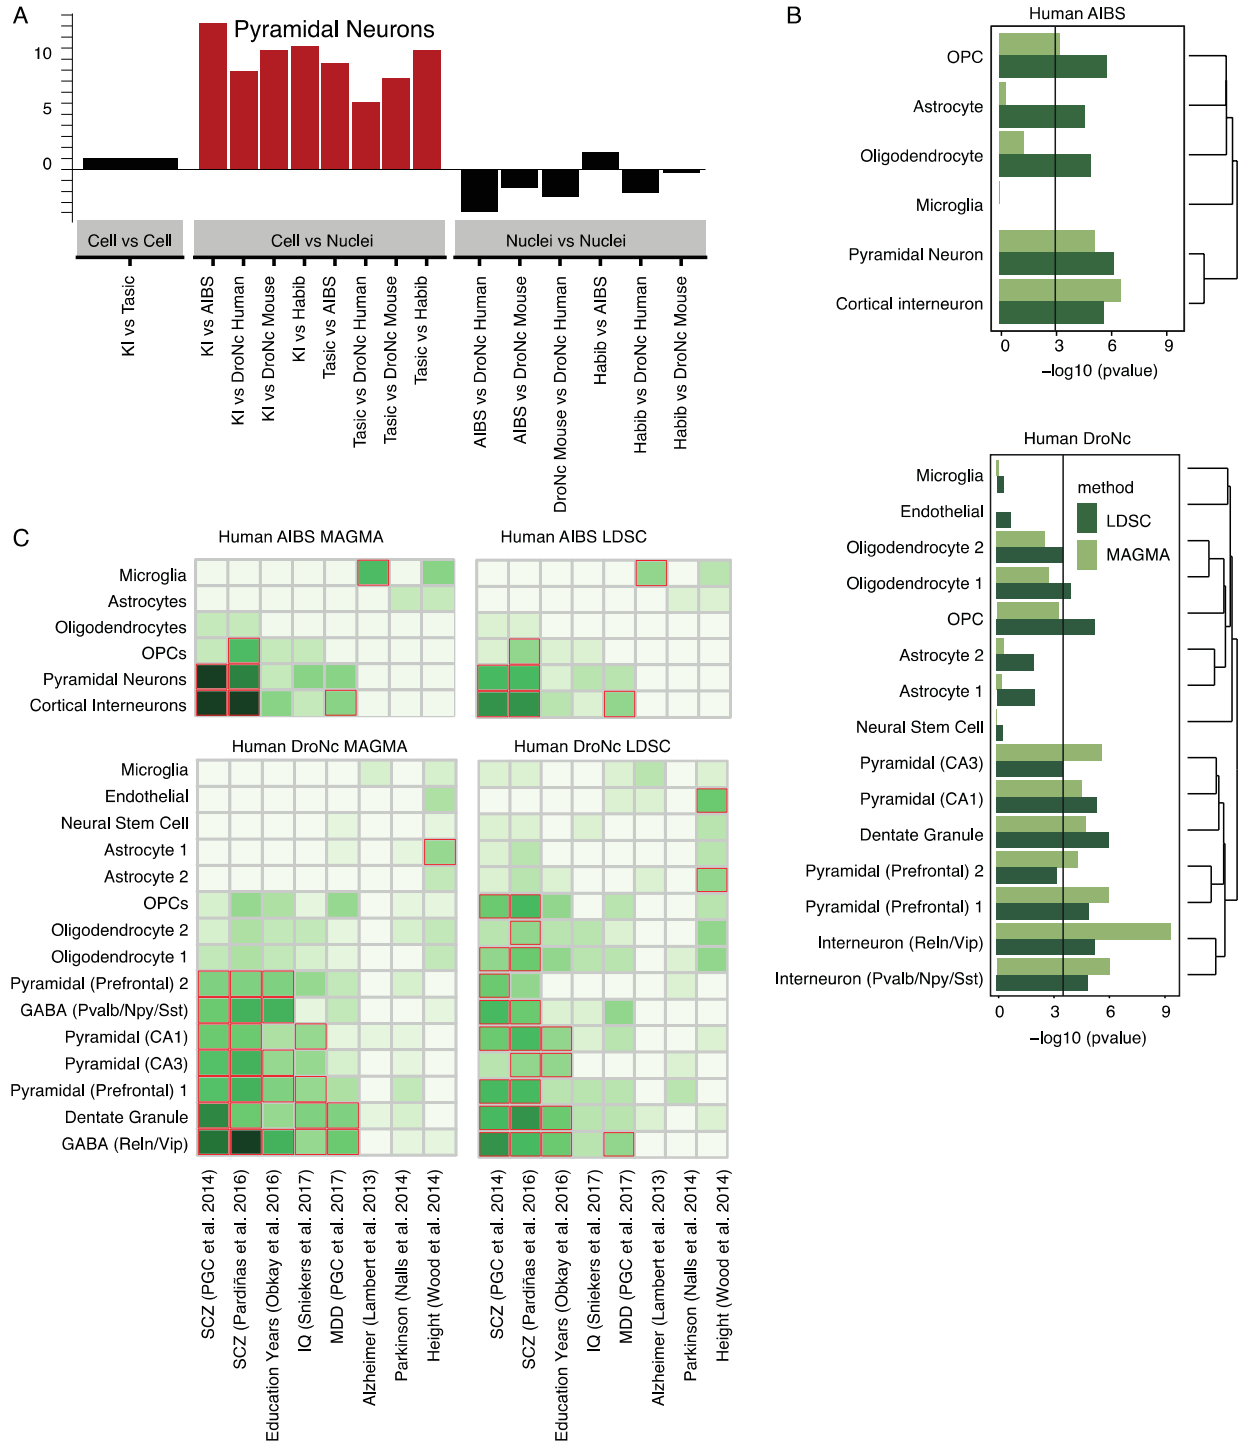 A
Pyramidal Neurons
10
5
0
Cell vs Cell
Cell vs Nuclei
Nuclei vs Nuclei
KI vs Tasic
KI vs AIBS
KI vs DroNc Human
KI vs DroNc Mouse
KI vs Habib
Tasic vs AIBS
Tasic vs DroNc Human
Tasic vs DroNc Mouse
Tasic vs Habib
AIBS vs DroNc Human
AIBS vs DroNc Mouse
DroNc Mouse vs DroNc Human
Habib vs AIBS
Habib vs DroNc Human
Habib vs DroNc Mouse
B
Human AIBS
OPC
Astrocyte
Oligodendrocyte
Microglia
Pyramidal Neuron
Cortical interneuron
0 3 6 9
−log10 (pvalue)
Human DroNc
Microglia
Endothelial
Oligodendrocyte 2
Oligodendrocyte 1
OPC
Astrocyte 2
Astrocyte 1
Neural Stem Cell
Pyramidal (CA3)
Pyramidal (CA1)
Dentate Granule
Pyramidal (Prefrontal) 2
Pyramidal (Prefrontal) 1
Interneuron (Reln/Vip)
Interneuron (Pvalb/Npy/Sst)
method
LDSC
MAGMA
0 3 6 9
−log10 (pvalue)
C
Human AIBS MAGMA
Human AIBS LDSC
Microglia
Astrocytes
Oligodendrocytes
OPCs
Pyramidal Neurons
Cortical Interneurons
Human DroNc MAGMA
Human DroNc LDSC
Microglia
Endothelial
Neural Stem Cell
Astrocyte 1
Astrocyte 2
OPCs
Oligodendrocyte 2
Oligodendrocyte 1
Pyramidal (Prefrontal) 2
GABA (Pvalb/Npy/Sst)
Pyramidal (CA1)
Pyramidal (CA3)
Pyramidal (Prefrontal) 1
Dentate Granule
GABA (Reln/Vip)
SCZ (PGC et al. 2014)
SCZ (Pardiñas et al. 2016)
Education Years (Obkay et al. 2016)
IQ (Sniekers et al. 2017)
MDD (PGC et al. 2017)
Alzheimer (Lambert et al. 2013)
Parkinson (Nalls et al. 2014)
Height (Wood et al. 2014)
SCZ (PGC et al. 2014)
SCZ (Pardiñas et al. 2016)
Education Years (Obkay et al. 2016)
IQ (Sniekers et al. 2017)
MDD (PGC et al. 2017)
Alzheimer (Lambert et al. 2013)
Parkinson (Nalls et al. 2014)
Height (Wood et al. 2014)